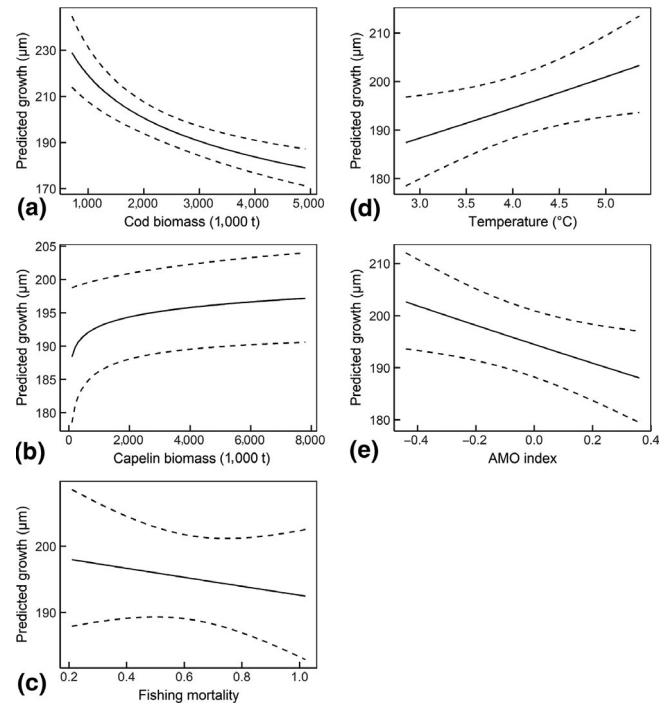 Predicted growth (μm)
230
210
190
170
1,000 2,000 3,000 4,000 5,000
(a)
Cod biomass (1,000 t)
Predicted growth (μm)
210
200
190
180
3.0 3.5 4.0 4.5 5.0
(d)
Temperature (°C)
Predicted growth (μm)
205
200
195
190
185
180
0 2,000 4,000 6,000 8,000
(b)
Capelin biomass (1,000 t)
Predicted growth (μm)
210
200
190
180
−0.4 −0.2 0.0 0.2 0.4
(e)
AMO index
Predicted growth (μm)
200
190
0.2 0.4 0.6 0.8 1.0
(c)
Fishing mortality